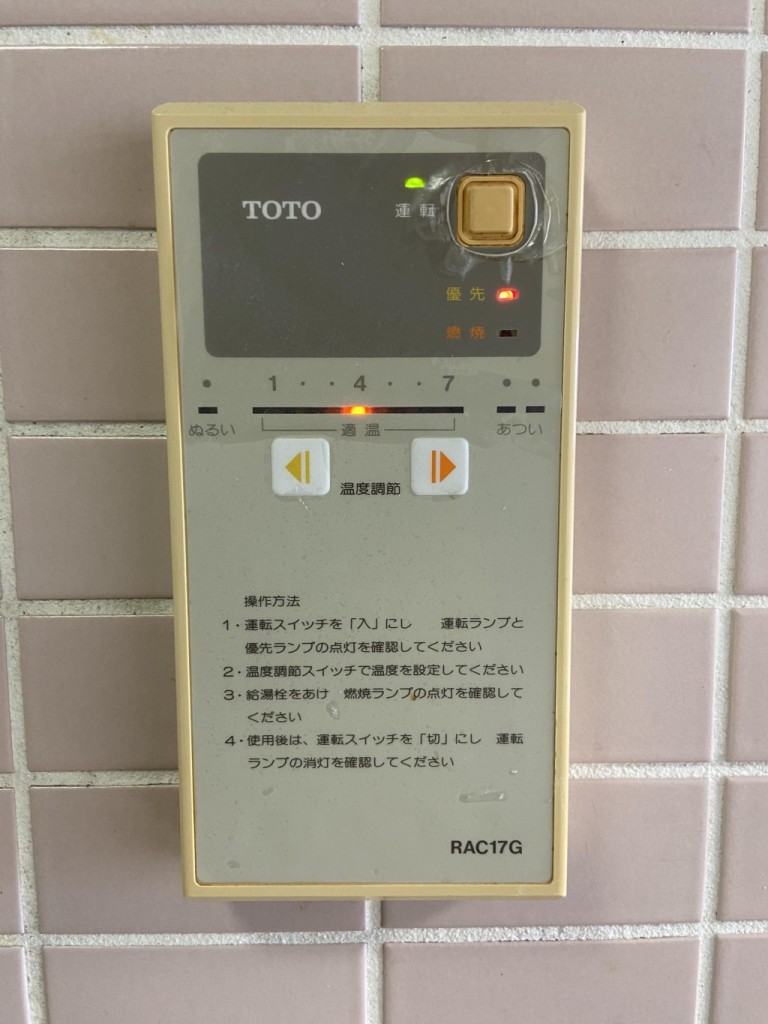 TOTO
運転
優先
燃焼
• 1 • • 4 • • 7 • •
ぬるい 適温 あつい
温度調節
操作方法
1・運転スイッチを「入」にし 運転ランプと
優先ランプの点灯を確認してください
2・温度調節スイッチで温度を設定してください
3・給湯栓をあけ 燃焼ランプの点灯を確認して
ください
4・使用後は、運転スイッチを「切」にし 運転
ランプの消灯を確認してください
RAC17G